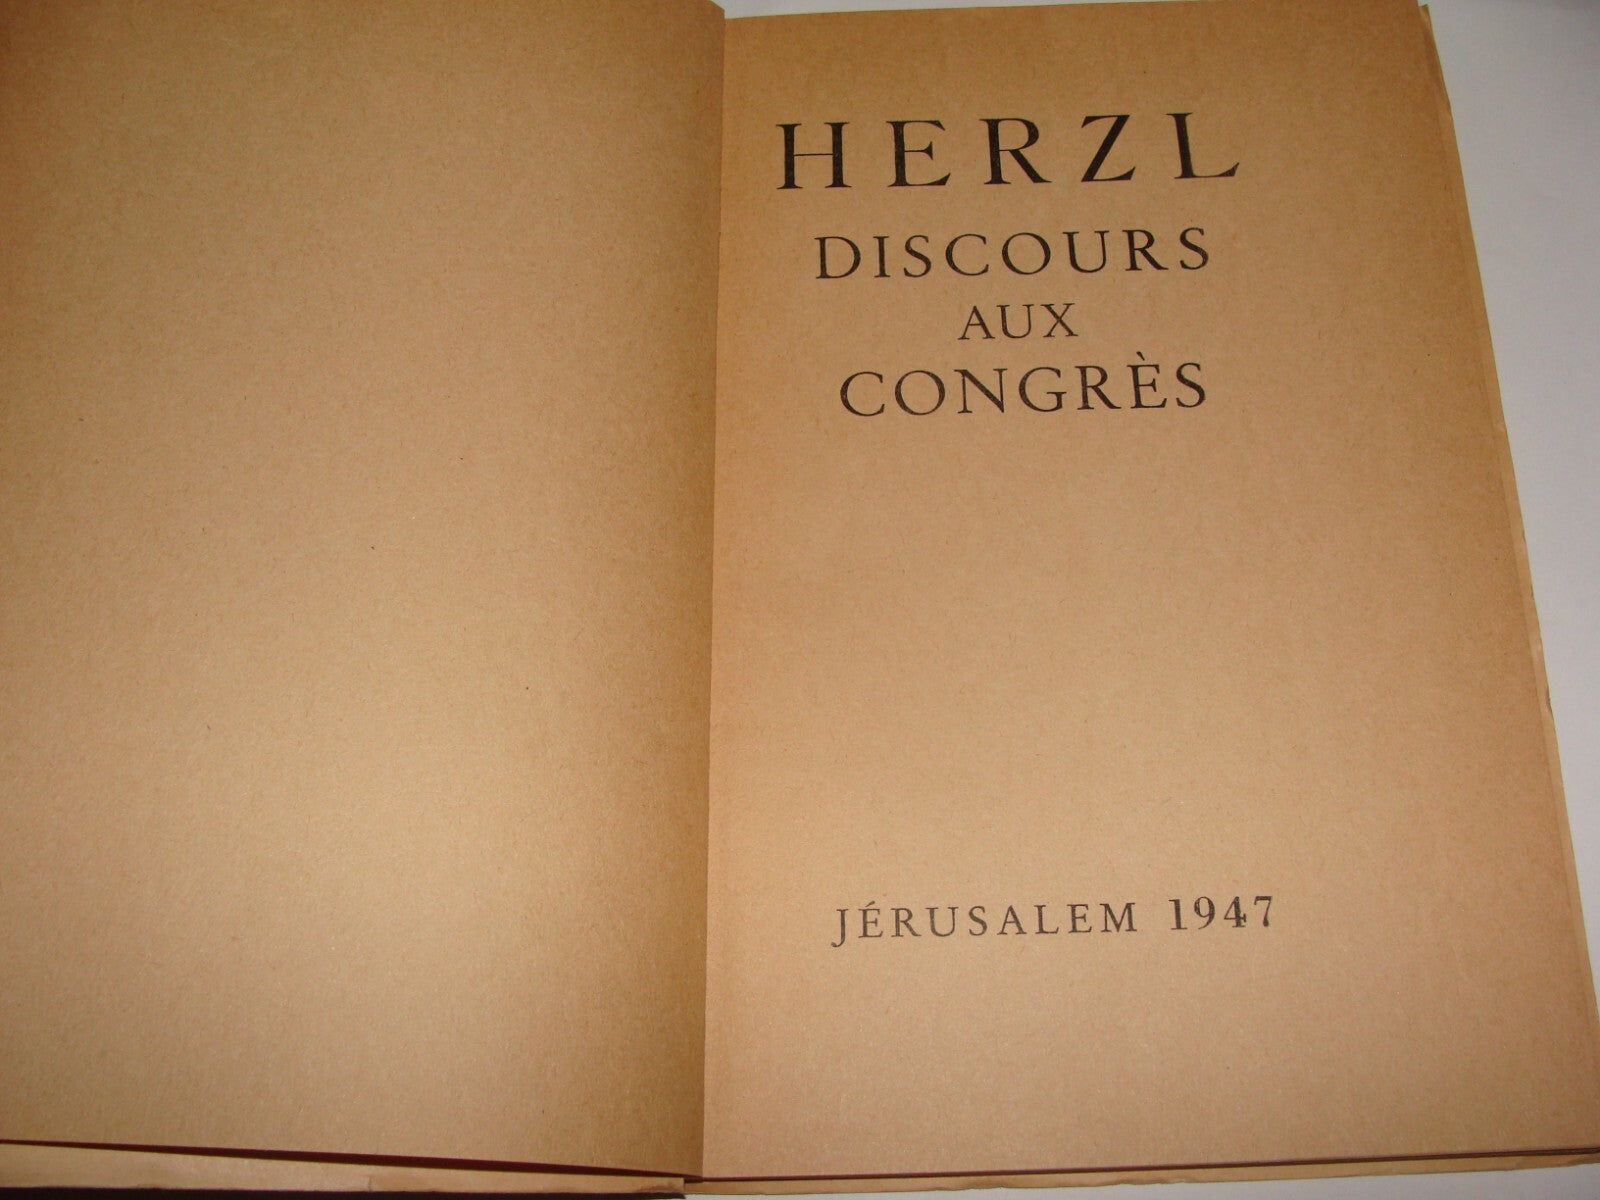 HERZL
DISCOURS
AUX
CONGRÈS
JÉRUSALEM 1947